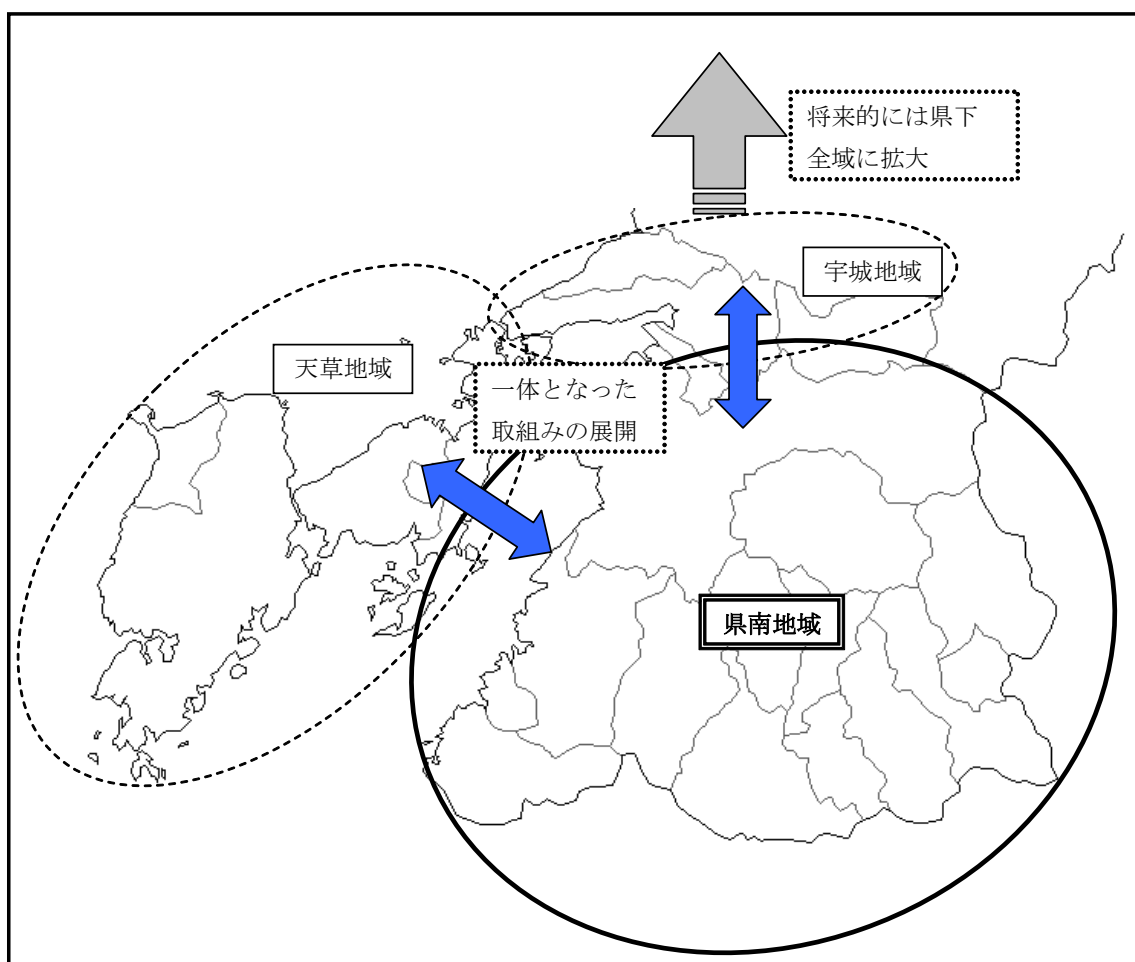 将来的には県下
全域に拡大
宇城地域
天草地域
一体となった
取組みの展開
県南地域